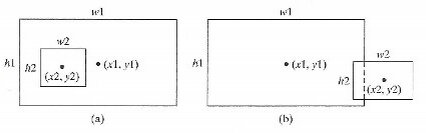 w1
w1
h1
w2
h2
(x1, y1)
(x2, y2)
h1
(x1, y1)
w2
h2
(x2, y2)
(a)
(b)